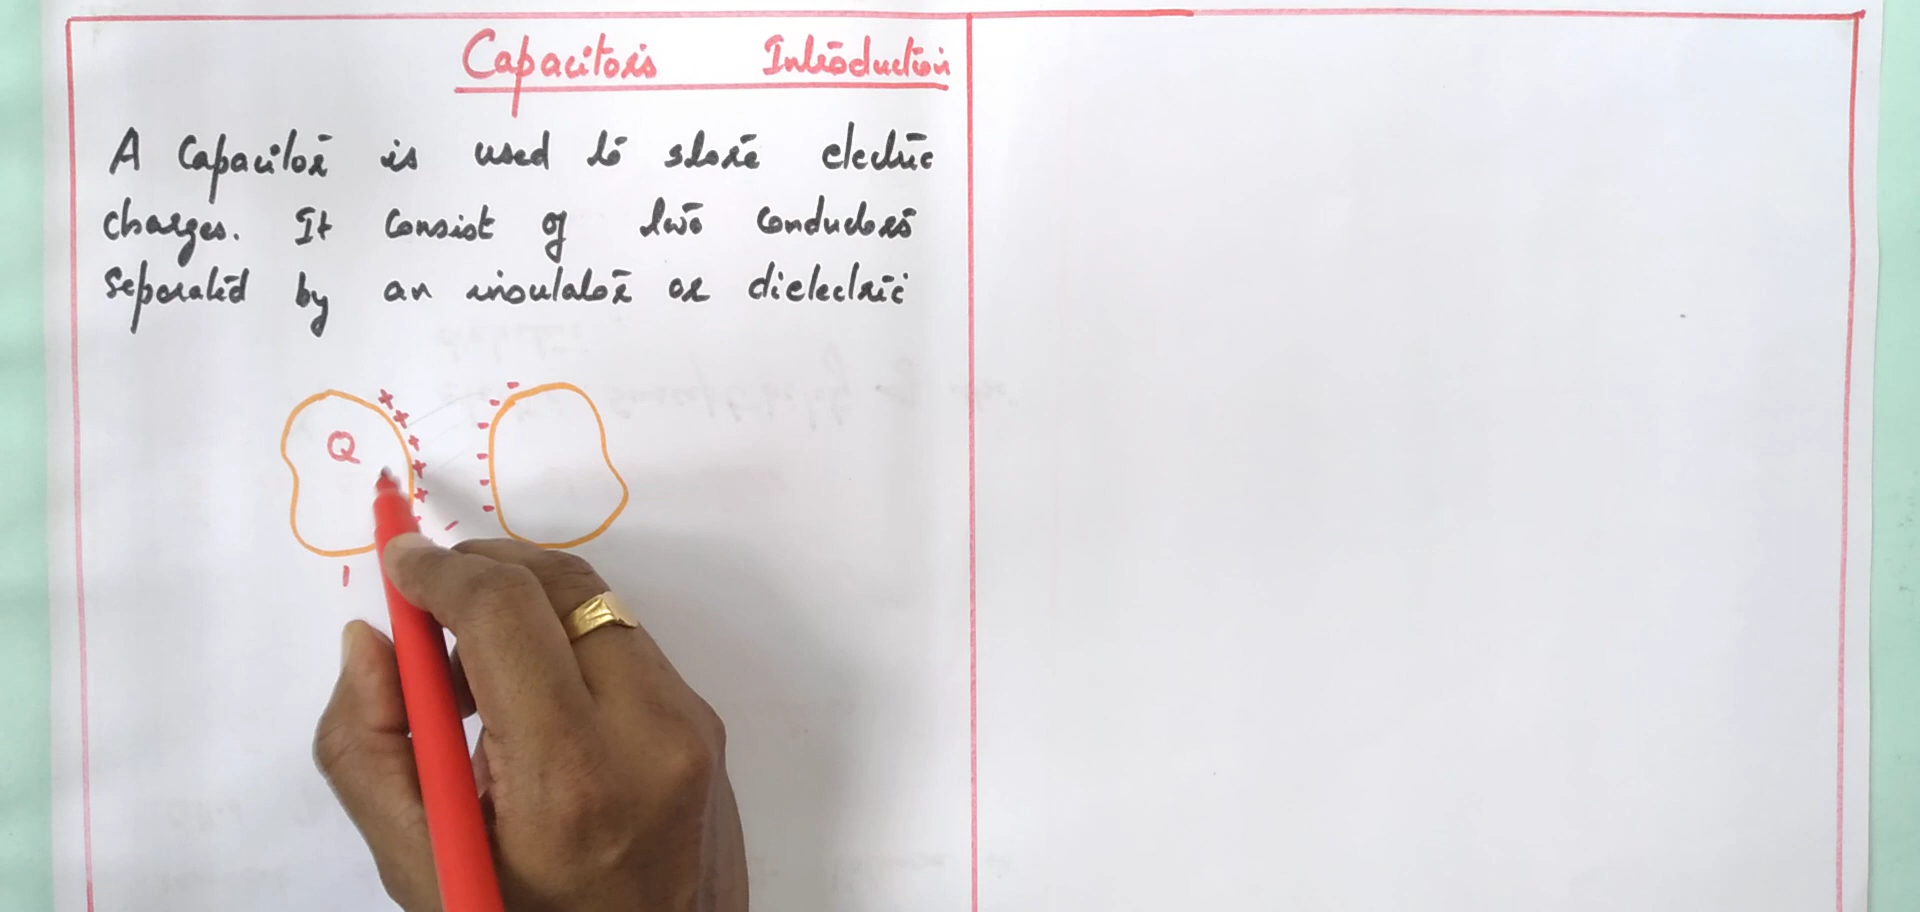 Capacitors Introduction
A Capacitor is used to store electric
charges. It Consist of two conductors
Separated by an insulator or dielectric
Q